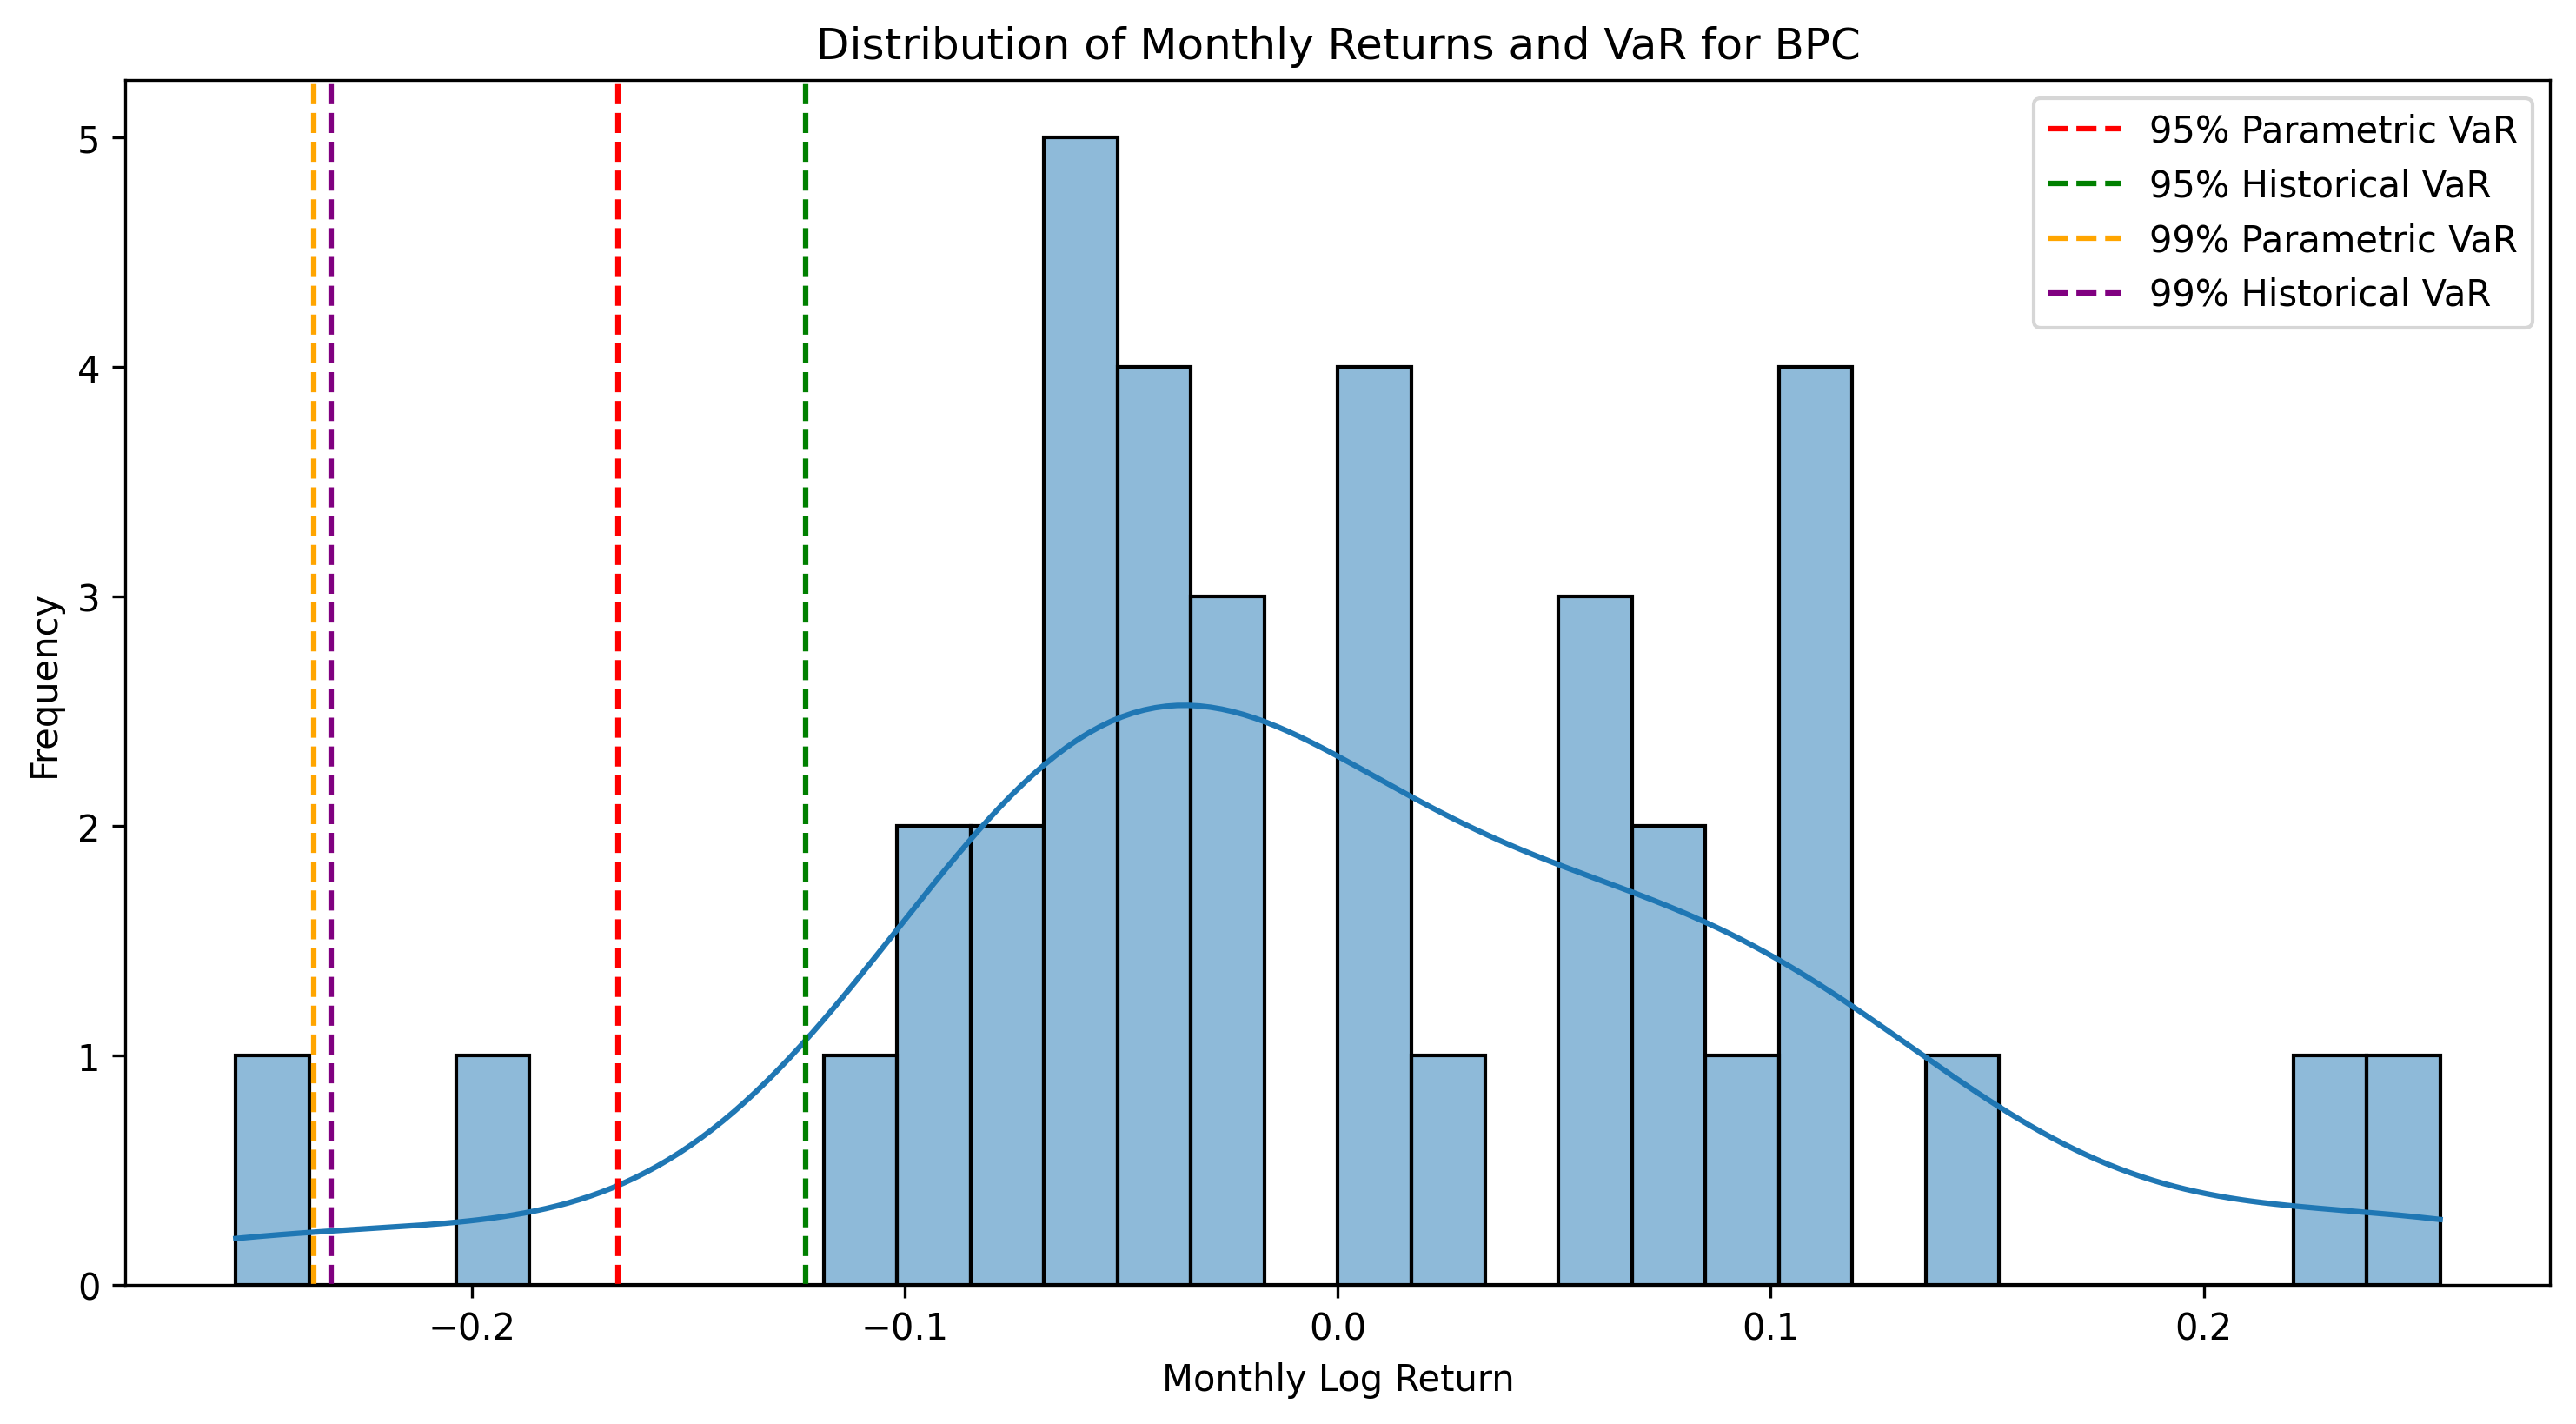 Distribution of Monthly Returns and VaR for BPC
95% Parametric VaR
95% Historical VaR
99% Parametric VaR
99% Historical VaR
5
4
3
2
1
0
Frequency
−0.2
−0.1
0.0
0.1
0.2
Monthly Log Return